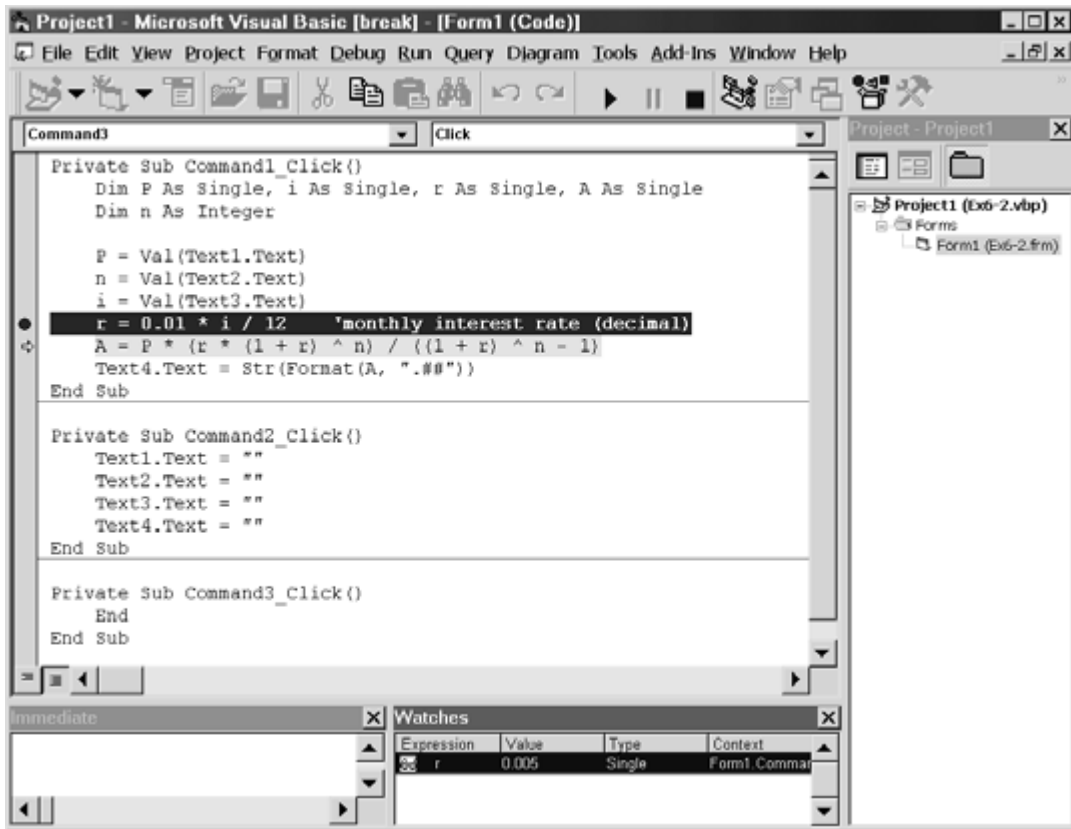 Project1 - Microsoft Visual Basic [break] - [Form1 (Code)]
File Edit View Project Format Debug Run Query Diagram Tools Add-Ins Window Help
Command3
Click
Private Sub Command1_Click()
Dim P As Single, i As Single, r As Single, A As Single
Dim n As Integer
P = Val(Text1.Text)
n = Val(Text2.Text)
i = Val(Text3.Text)
r = 0.01 * i / 12 'monthly interest rate (decimal)
A = P * (r * (1 + r) ^ n) / ((1 + r) ^ n - 1)
Text4.Text = Str(Format(A, ".##"))
End Sub
Private Sub Command2_Click()
Text1.Text = ""
Text2.Text = ""
Text3.Text = ""
Text4.Text = ""
End Sub
Private Sub Command3_Click()
End
End Sub
Project - Project1
Project1 (Ex6-2.vbp)
Forms
Form1 (Ex6-2.frm)
Immediate
Watches
Expression Value Type Context
r 0.005 Single Form1.Commar